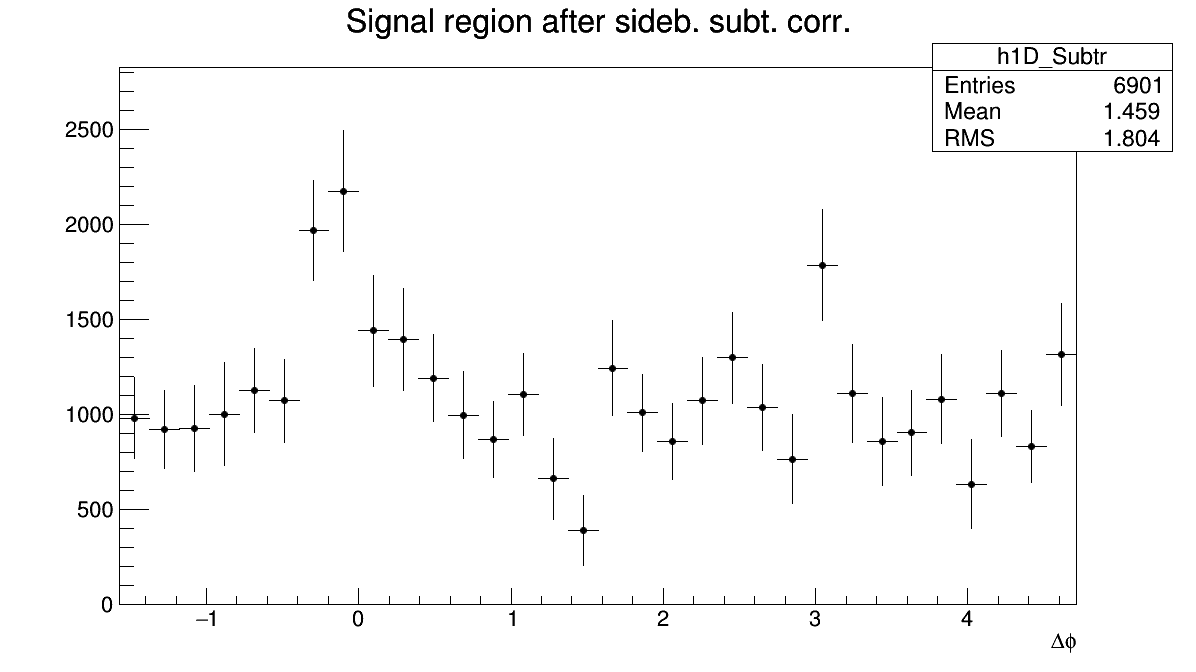 Signal region after sideb. subt. corr.
h1D_Subtr
Entries 6901
Mean 1.459
RMS 1.804
2500
2000
1500
1000
500
0
−1 0 1 2 3 4
Δϕ